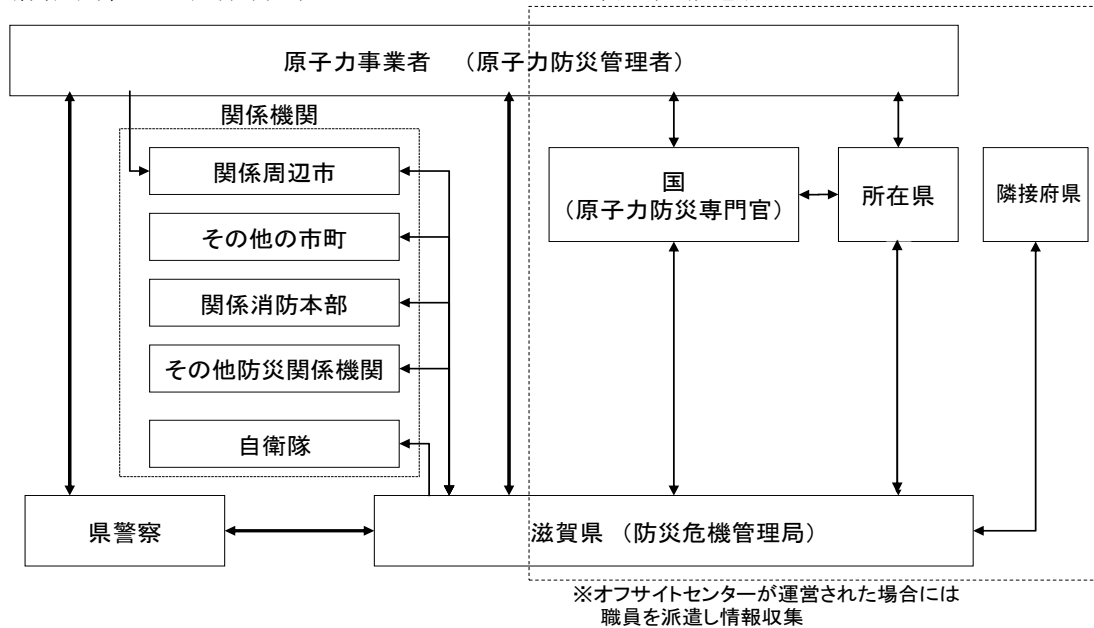 原子力事業者 (原子力防災管理者)
関係機関
関係周辺市
その他の市町
関係消防本部
その他防災関係機関
自衛隊
国
(原子力防災専門官)
所在県
隣接府県
県警察
滋賀県 (防災危機管理局)
※オフサイトセンターが運営された場合には
職員を派遣し情報収集